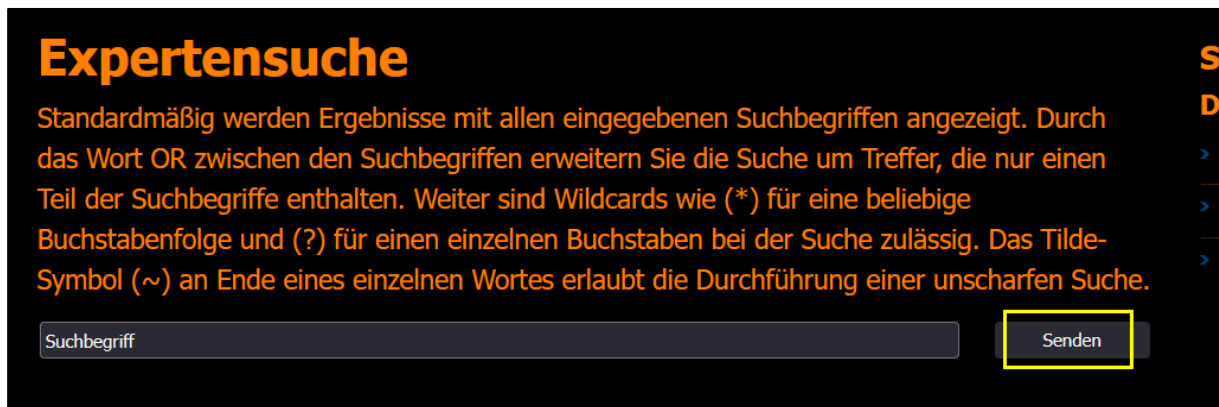 Expertensuche
Standardmäßig werden Ergebnisse mit allen eingegebenen Suchbegriffen angezeigt. Durch
das Wort OR zwischen den Suchbegriffen erweitern Sie die Suche um Treffer, die nur einen
Teil der Suchbegriffe enthalten. Weiter sind Wildcards wie (*) für eine beliebige
Buchstabenfolge und (?) für einen einzelnen Buchstaben bei der Suche zulässig. Das Tilde-
Symbol (~) an Ende eines einzelnen Wortes erlaubt die Durchführung einer unscharfen Suche.
Suchbegriff
Senden
S
D